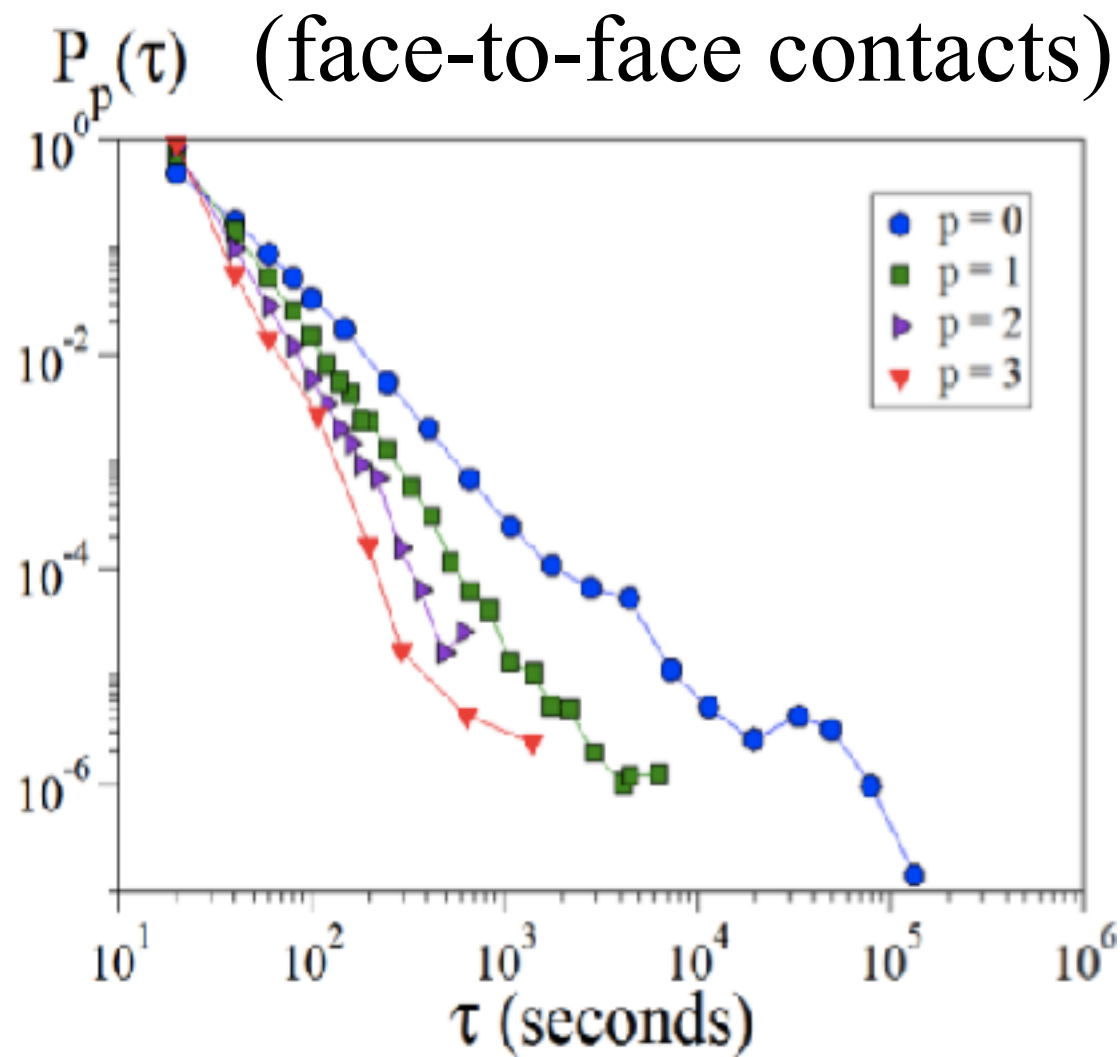 P_p(τ) (face-to-face contacts)
10^0
10^-2
10^-4
10^-6
p = 0
p = 1
p = 2
p = 3
10^1 10^2 10^3 10^4 10^5 10^6
τ (seconds)